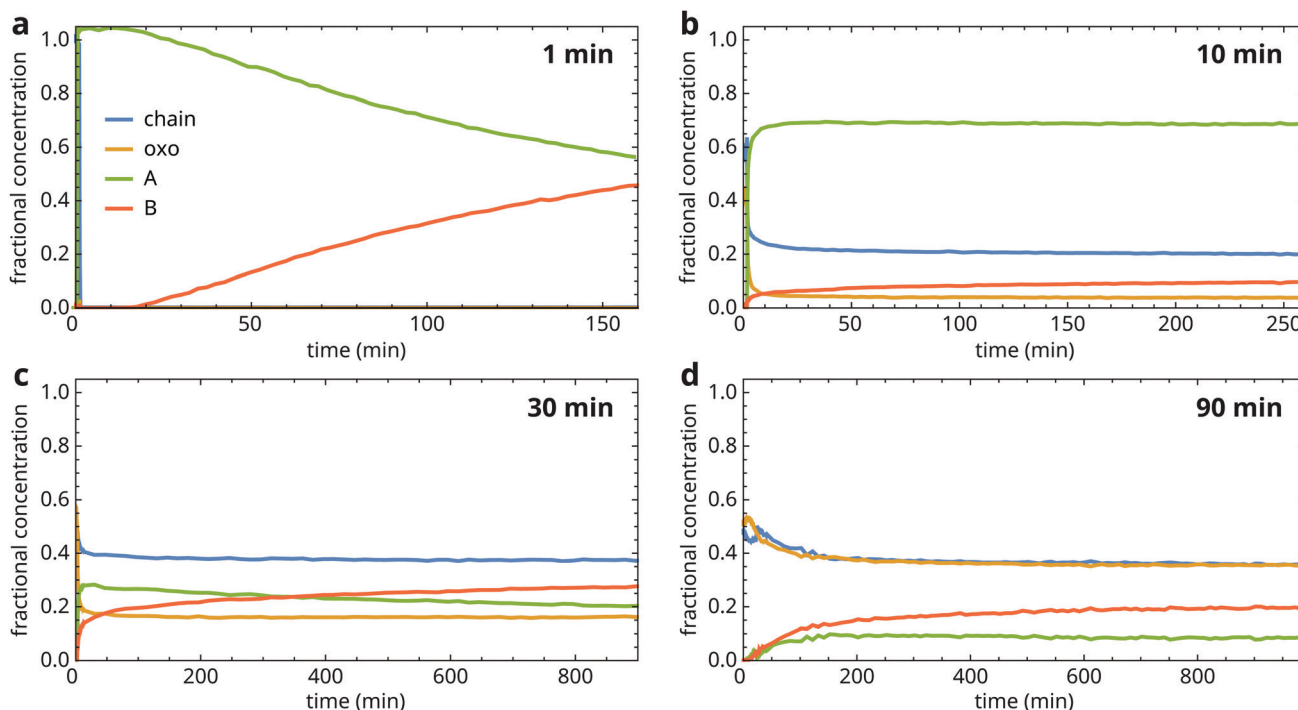 a
1 min
fractional concentration
1.0
0.8
0.6
0.4
0.2
0.0
chain
oxo
A
B
0
50
100
150
time (min)
b
10 min
fractional concentration
1.0
0.8
0.6
0.4
0.2
0.0
0
50
100
150
200
250
time (min)
c
30 min
fractional concentration
1.0
0.8
0.6
0.4
0.2
0.0
0
200
400
600
800
time (min)
d
90 min
fractional concentration
1.0
0.8
0.6
0.4
0.2
0.0
0
200
400
600
800
time (min)